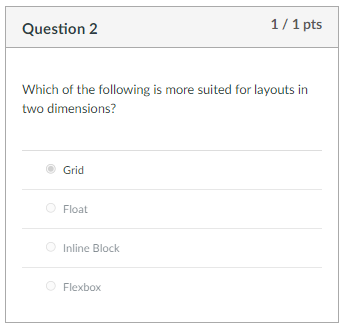 Question 2
1 / 1 pts
Which of the following is more suited for layouts in
two dimensions?
Grid
Float
Inline Block
Flexbox